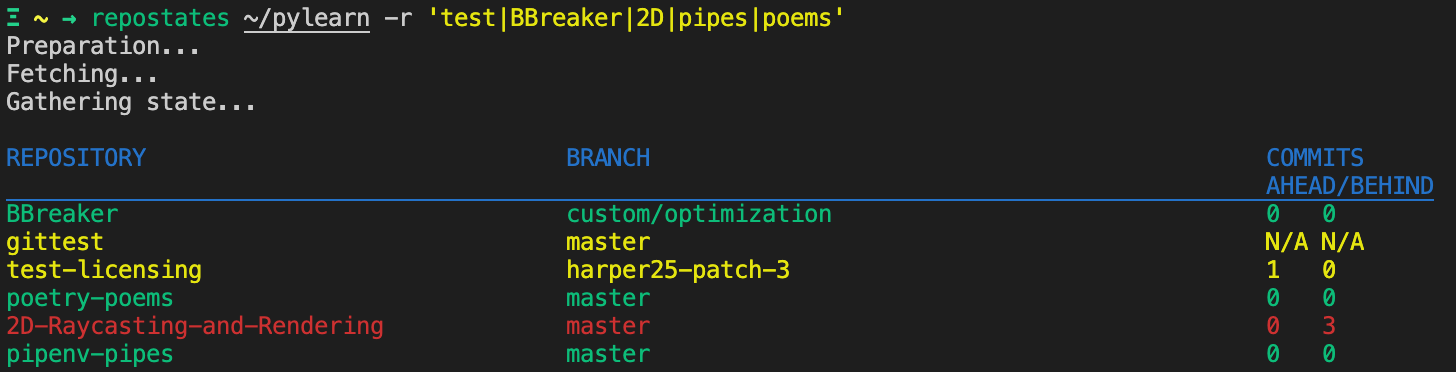 Ξ ~ → repostates ~/pylearn -r 'test|BBreaker|2D|pipes|poems'
Preparation...
Fetching...
Gathering state...
REPOSITORY BRANCH COMMITS
AHEAD/BEHIND
BBreaker custom/optimization 0 0
gittest master N/A N/A
test-licensing harper25-patch-3 1 0
poetry-poems master 0 0
2D-Raycasting-and-Rendering master 0 3
pipenv-pipes master 0 0